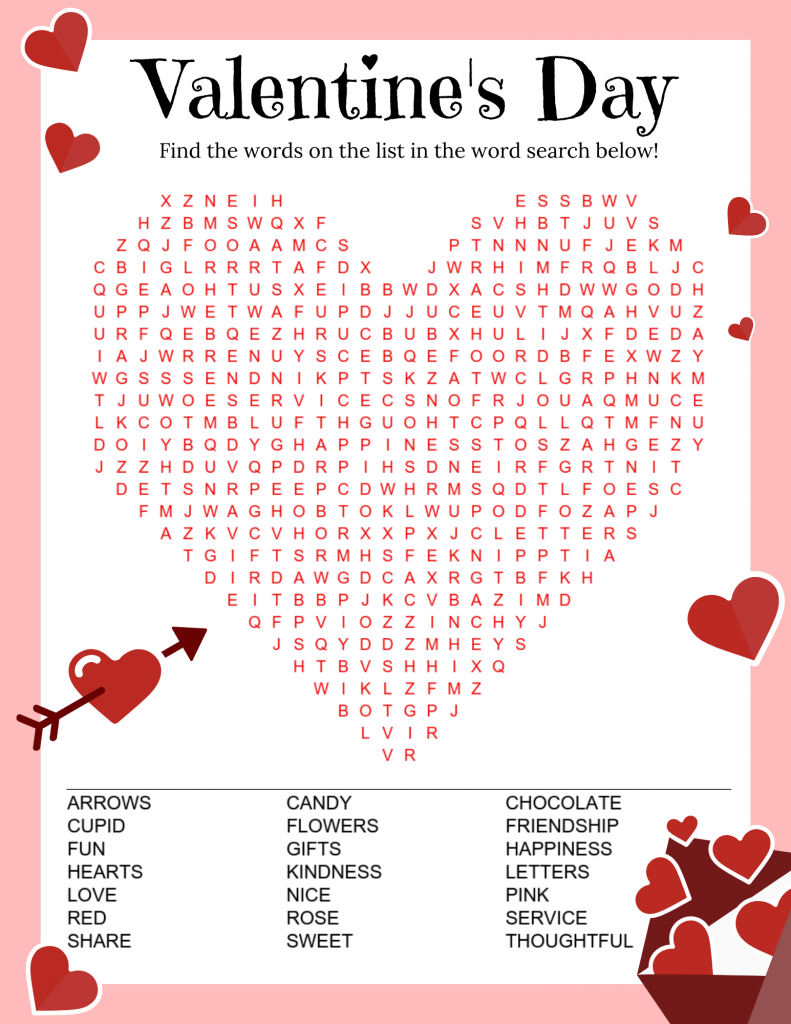 Valentine's Day
Find the words on the list in the word search below!
X Z N E I H E S S B W V
H Z B M S W Q X F S V H B T J U V S
Z Q J F O O A A M C S P T N N N U F J E K M
C B I G L R R R T A F D X J W R H I M F R Q B L J C
Q G E A O H T U S X E I B B W D X A C S H D W W G O D H
U P P J W E T W A F U P D J J U C E U V T M Q A H V U Z
U R F Q E B Q E Z H R U C B U B X H U L I J X F D E D A
I A J W R R E N U Y S C E B Q E F O O R D B F E X W Z Y
W G S S S E N D N I K P T S K Z A T W C L G R P H N K M
T J U W O E S E R V I C E C S N O F R J O U A Q M U C E
L K C O T M B L U F T H G U O H T C P Q L L Q T M F N U
D O I Y B Q D Y G H A P P I N E S S T O S Z A H G E Z Y
J Z Z H D U V Q P D R P I H S D N E I R F G R T N I T
D E T S N R P E E P C D W H R M S Q D T L F O E S C
F M J W A G H O B T O K L W U P O D F O Z A P J
A Z K V C V H O R X X P X J C L E T T E R S
T G I F T S R M H S F E K N I P P T I A
D I R D A W G D C A X R G T B F K H
E I T B B P J K C V B A Z I M D
Q F P V I O Z Z I N C H Y J
J S Q Y D D Z M H E Y S
H T B V S H H I X Q
W I K L Z F M Z
B O T G P J
L V I R
V R
ARROWS CANDY CHOCOLATE
CUPID FLOWERS FRIENDSHIP
FUN GIFTS HAPPINESS
HEARTS KINDNESS LETTERS
LOVE NICE PINK
RED ROSE SERVICE
SHARE SWEET THOUGHTFUL